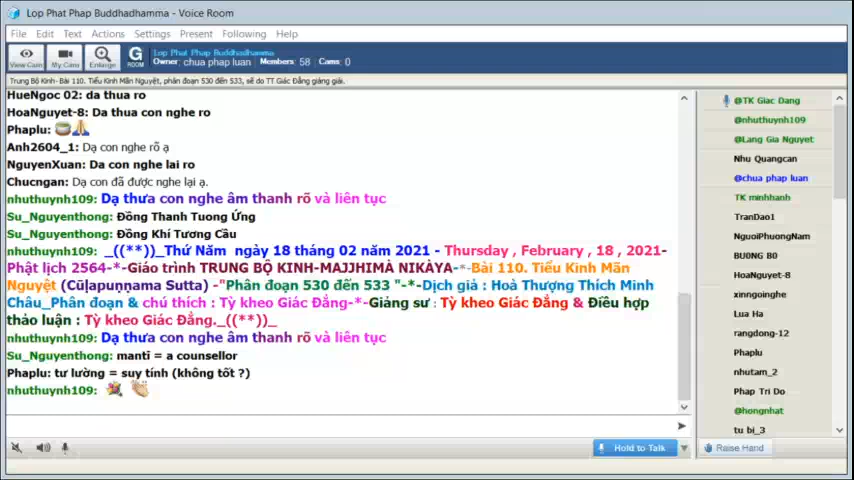 Lop Phat Phap Buddhadhamma - Voice Room
File Edit Text Actions Settings Present Following Help
View Cam
My Cam
Enlarge
G ROOM
Lop Phat Phap Buddhadhamma
Owner: chua phap luan Members: 58 Cams: 0
Trung Bộ Kinh- Bài 110. Tiểu Kinh Mãn Nguyệt, phân đoạn 530 đến 533, sẽ do TT Giác Đẳng giảng giải.
HueNgoc 02: da thua ro
HoaNguyet-8: Da thua con nghe ro
Phaplu:
Anh2604_1: Dạ con nghe rõ ạ
NguyenXuan: Da con nghe lai ro
Chucngan: Dạ con đã được nghe lại ạ.
nhuthuynh109: Dạ thưa con nghe âm thanh rõ và liên tục
Su_Nguyenthong: Đồng Thanh Tuong Ứng
Su_Nguyenthong: Đồng Khí Tương Cầu
nhuthuynh109: _((**))_Thứ Năm ngày 18 tháng 02 năm 2021 - Thursday , February , 18 , 2021-
Phật lịch 2564-*-Giáo trình TRUNG BỘ KINH-MAJJHIMÀ NIKÀYA-*-Bài 110. Tiểu Kinh Mãn
Nguyệt (Cūḷapuṇṇama Sutta) -"Phân đoạn 530 đến 533 "-*-Dịch giả : Hoà Thượng Thích Minh
Châu_Phân đoạn & chú thích : Tỳ kheo Giác Đẳng-*-Giảng sư : Tỳ kheo Giác Đẳng & Điều hợp
thảo luận : Tỳ kheo Giác Đẳng._((**))_
nhuthuynh109: Dạ thưa con nghe âm thanh rõ và liên tục
Su_Nguyenthong: mantī = a counsellor
Phaplu: tư lường = suy tính (không tốt ?)
nhuthuynh109:
Hold to Talk
Raise Hand
@TK Giac Dang
@nhuthuynh109
@Lang Gia Nguyet
Nhu Quangcan
@chua phap luan
TK minhhanh
TranDao1
NguoiPhuongNam
BU0NG B0
HoaNguyet-8
xinngoinghe
Lua Ha
rangdong-12
Phaplu
nhutam_2
Phap Tri Do
@hongnhat
tu bi_3